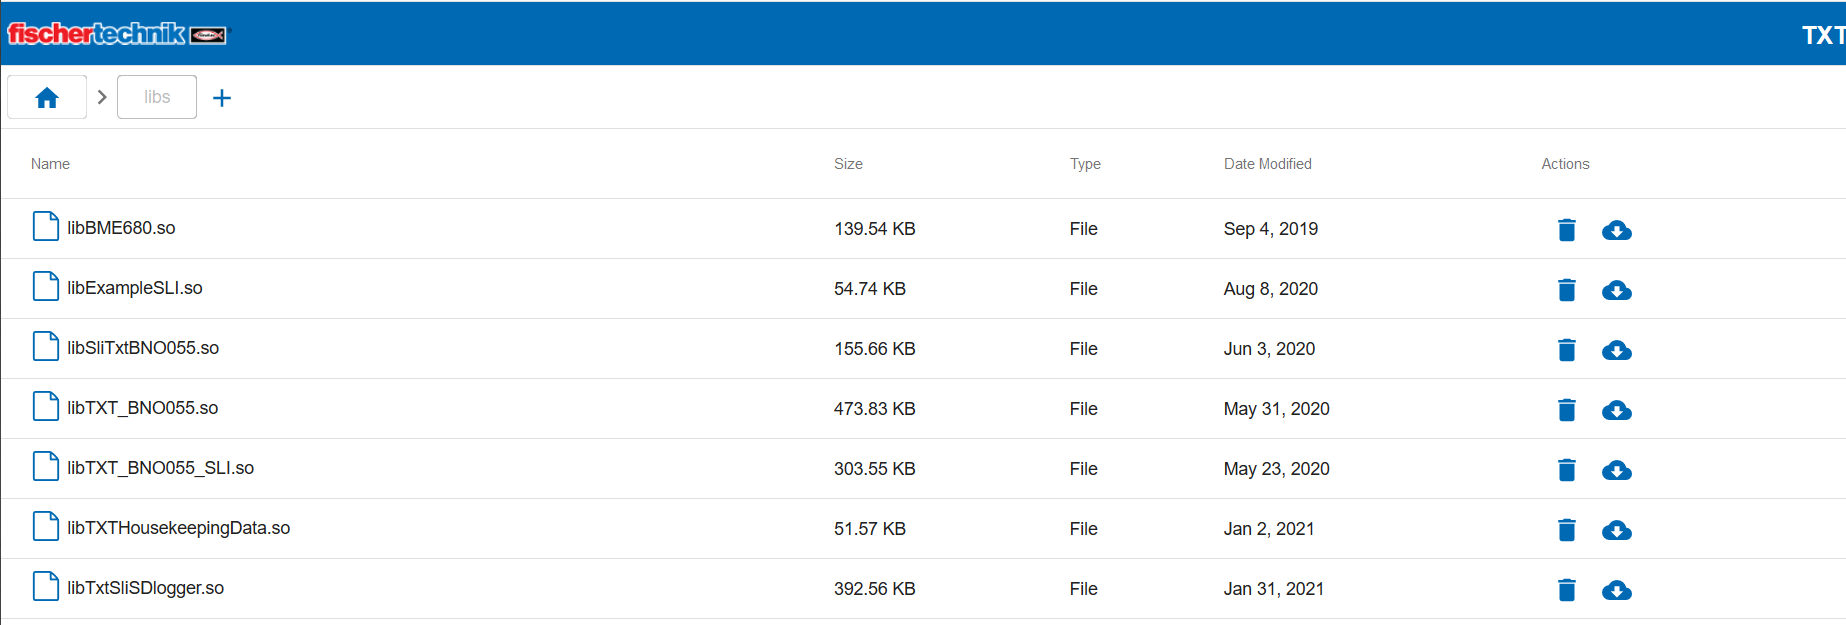 fischertechnik TXT
libs
Name Size Type Date Modified Actions
libBME680.so 139.54 KB File Sep 4, 2019
libExampleSLI.so 54.74 KB File Aug 8, 2020
libSliTxtBNO055.so 155.66 KB File Jun 3, 2020
libTXT_BNO055.so 473.83 KB File May 31, 2020
libTXT_BNO055_SLI.so 303.55 KB File May 23, 2020
libTXTHousekeepingData.so 51.57 KB File Jan 2, 2021
libTxtSliSDlogger.so 392.56 KB File Jan 31, 2021